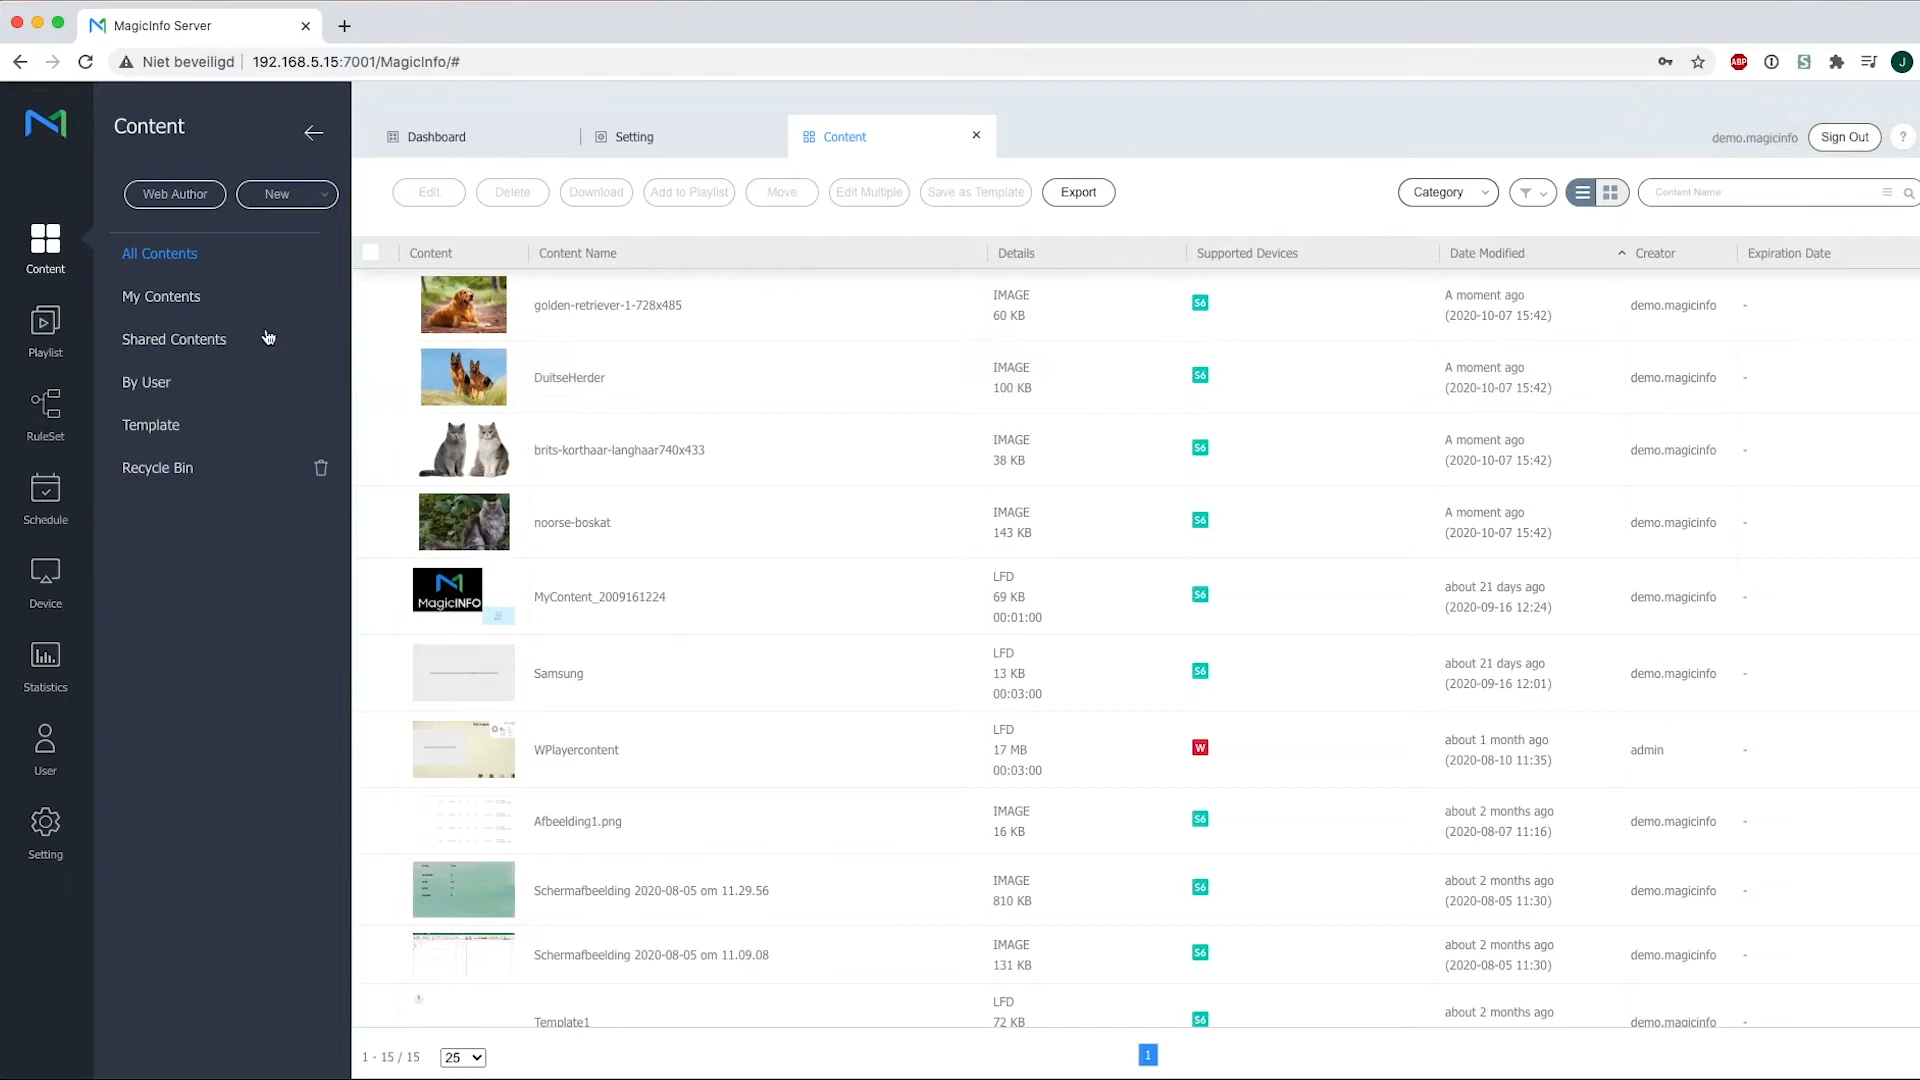 MagicInfo Server
Niet beveiligd
192.168.5.15:7001/MagicInfo/#
ABP
J
Content
Dashboard
Setting
Content
demo.magicinfo
Sign Out
?
Web Author
New
Edit
Delete
Download
Add to Playlist
Move
Edit Multiple
Save as Template
Export
Category
Content Name
All Contents
My Contents
Shared Contents
By User
Template
Recycle Bin
Content
Playlist
RuleSet
Schedule
Device
Statistics
User
Setting
Content Content Name Details Supported Devices Date Modified Creator Expiration Date
golden-retriever-1-728x485 IMAGE S6 A moment ago demo.magicinfo -
60 KB (2020-10-07 15:42)
DuitseHerder IMAGE S6 A moment ago demo.magicinfo -
100 KB (2020-10-07 15:42)
brits-korthaar-langhaar740x433 IMAGE S6 A moment ago demo.magicinfo -
38 KB (2020-10-07 15:42)
noorse-boskat IMAGE S6 A moment ago demo.magicinfo -
143 KB (2020-10-07 15:42)
MagicINFO
MyContent_2009161224 LFD S6 about 21 days ago demo.magicinfo -
69 KB (2020-09-16 12:24)
00:01:00
Samsung LFD S6 about 21 days ago demo.magicinfo -
13 KB (2020-09-16 12:01)
00:03:00
WPlayercontent LFD W about 1 month ago admin -
17 MB (2020-08-10 11:35)
00:03:00
Afbeelding1.png IMAGE S6 about 2 months ago demo.magicinfo -
16 KB (2020-08-07 11:16)
Schermafbeelding 2020-08-05 om 11.29.56 IMAGE S6 about 2 months ago demo.magicinfo -
810 KB (2020-08-05 11:30)
Schermafbeelding 2020-08-05 om 11.09.08 IMAGE S6 about 2 months ago demo.magicinfo -
131 KB (2020-08-05 11:30)
Template1 LFD S6 about 2 months ago demo.magicinfo -
72 KB
1 - 15 / 15
25
1